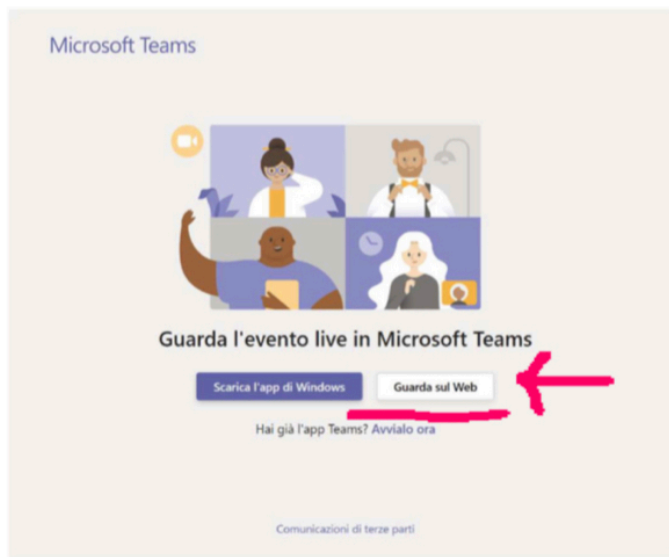 Microsoft Teams
Guarda l'evento live in Microsoft Teams
Scarica l'app di Windows
Guarda sul Web
Hai già l'app Teams? Avvialo ora
Comunicazioni di terze parti